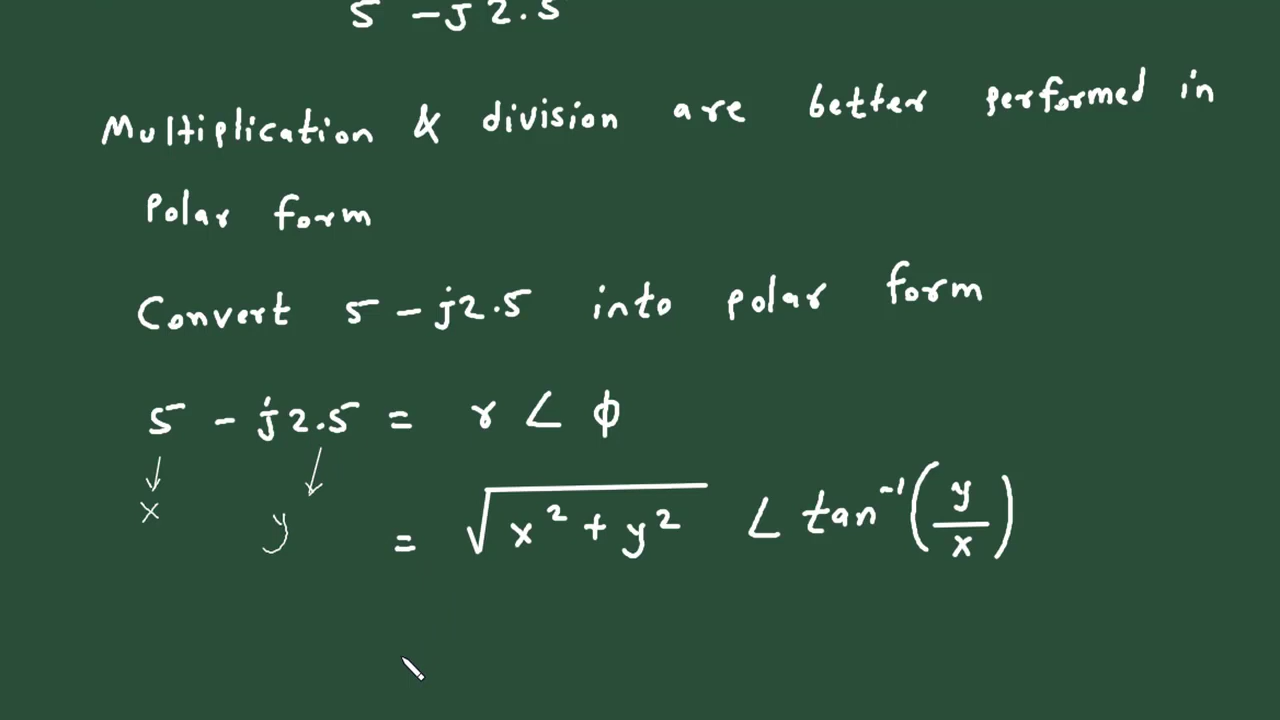 5 - j 2.5
Multiplication & division are better performed in
Polar form
Convert 5 - j2.5 into polar form
5 - j2.5 = r ∠ φ
x y
= √(x² + y²) ∠ tan⁻¹(y/x)